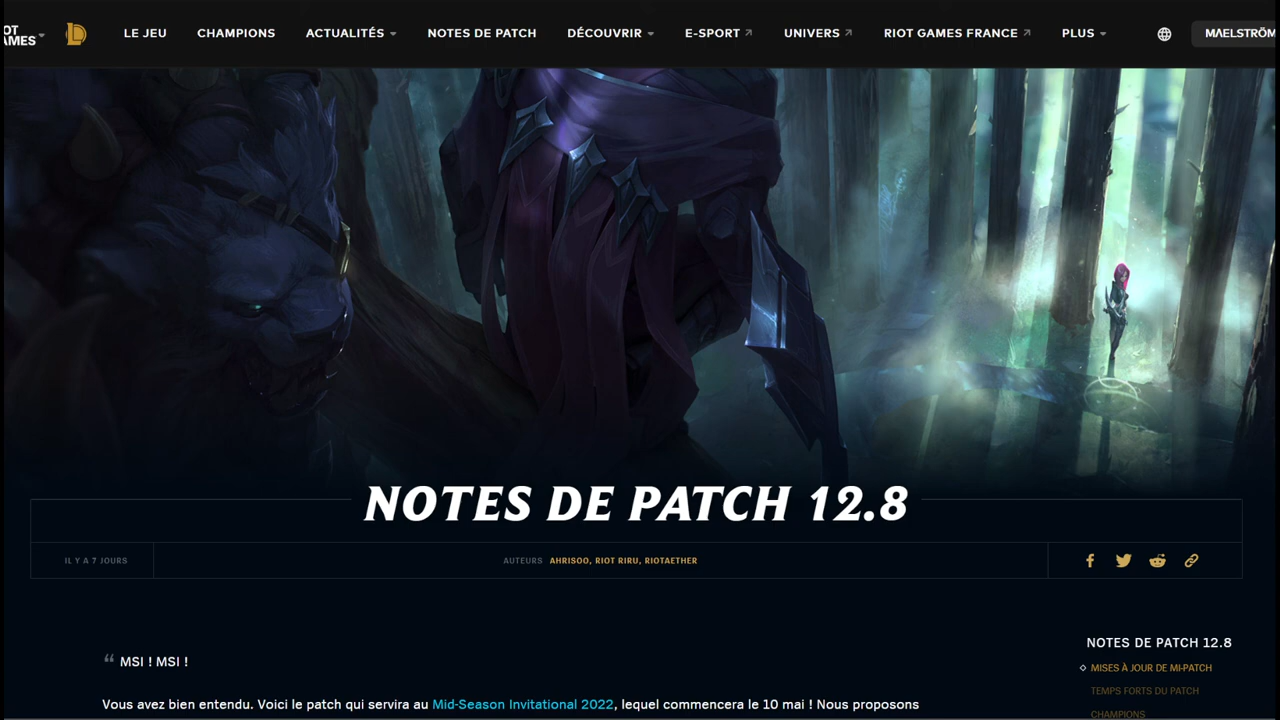 OT
AMES
LE JEU CHAMPIONS ACTUALITÉS NOTES DE PATCH DÉCOUVRIR E-SPORT UNIVERS RIOT GAMES FRANCE PLUS MAELSTRÖM
NOTES DE PATCH 12.8
IL Y A 7 JOURS AUTEURS AHRISOO, RIOT RIRU, RIOTAETHER
NOTES DE PATCH 12.8
“ MSI ! MSI !
MISES À JOUR DE MI-PATCH
TEMPS FORTS DU PATCH
Vous avez bien entendu. Voici le patch qui servira au Mid-Season Invitational 2022, lequel commencera le 10 mai ! Nous proposons
CHAMPIONS